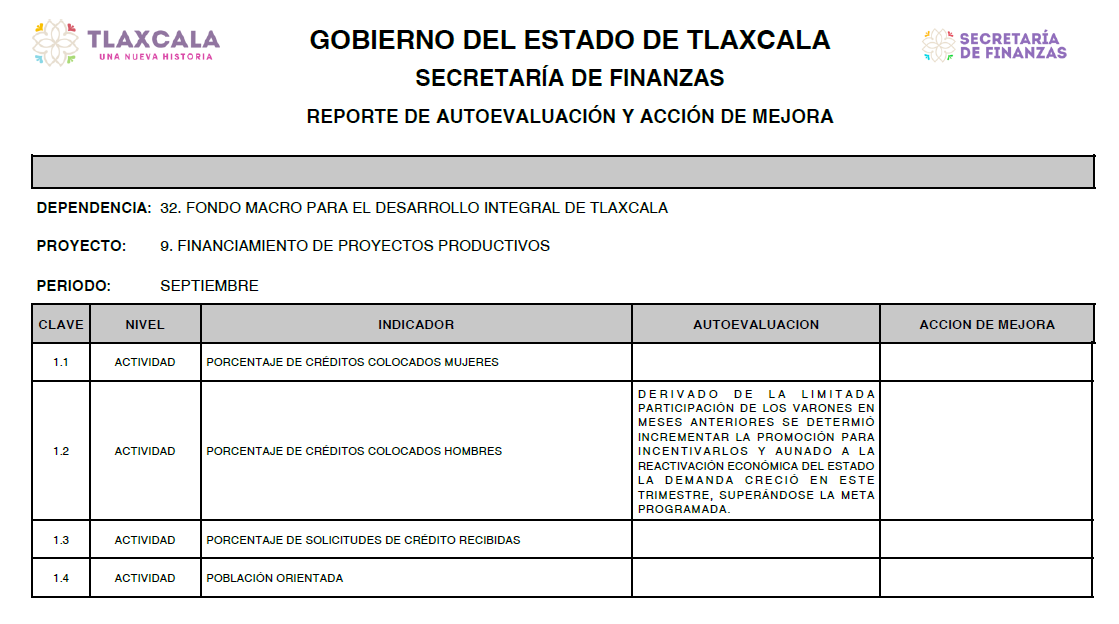 TLAXCALA
UNA NUEVA HISTORIA
GOBIERNO DEL ESTADO DE TLAXCALA
SECRETARÍA DE FINANZAS
REPORTE DE AUTOEVALUACIÓN Y ACCIÓN DE MEJORA
SECRETARÍA
DE FINANZAS
DEPENDENCIA: 32. FONDO MACRO PARA EL DESARROLLO INTEGRAL DE TLAXCALA
PROYECTO: 9. FINANCIAMIENTO DE PROYECTOS PRODUCTIVOS
PERIODO: SEPTIEMBRE
CLAVE NIVEL INDICADOR AUTOEVALUACION ACCION DE MEJORA
1.1 ACTIVIDAD PORCENTAJE DE CRÉDITOS COLOCADOS MUJERES
1.2 ACTIVIDAD PORCENTAJE DE CRÉDITOS COLOCADOS HOMBRES
DERIVADO DE LA LIMITADA
PARTICIPACIÓN DE LOS VARONES EN
MESES ANTERIORES SE DETERMIÓ
INCREMENTAR LA PROMOCIÓN PARA
INCENTIVARLOS Y AUNADO A LA
REACTIVACIÓN ECONÓMICA DEL ESTADO
LA DEMANDA CRECIÓ EN ESTE
TRIMESTRE, SUPERÁNDOSE LA META
PROGRAMADA.
1.3 ACTIVIDAD PORCENTAJE DE SOLICITUDES DE CRÉDITO RECIBIDAS
1.4 ACTIVIDAD POBLACIÓN ORIENTADA